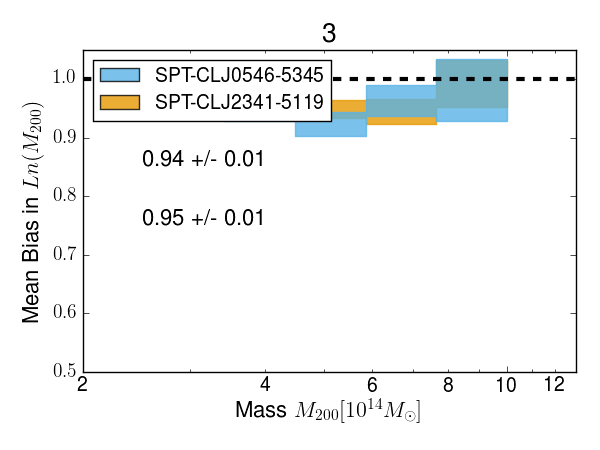 3
SPT-CLJ0546-5345
SPT-CLJ2341-5119
0.94 +/- 0.01
0.95 +/- 0.01
Mean Bias in Ln(M₂₀₀)
1.0
0.9
0.8
0.7
0.6
0.5
2 4 6 8 10 12
Mass M₂₀₀[10¹⁴M☉]